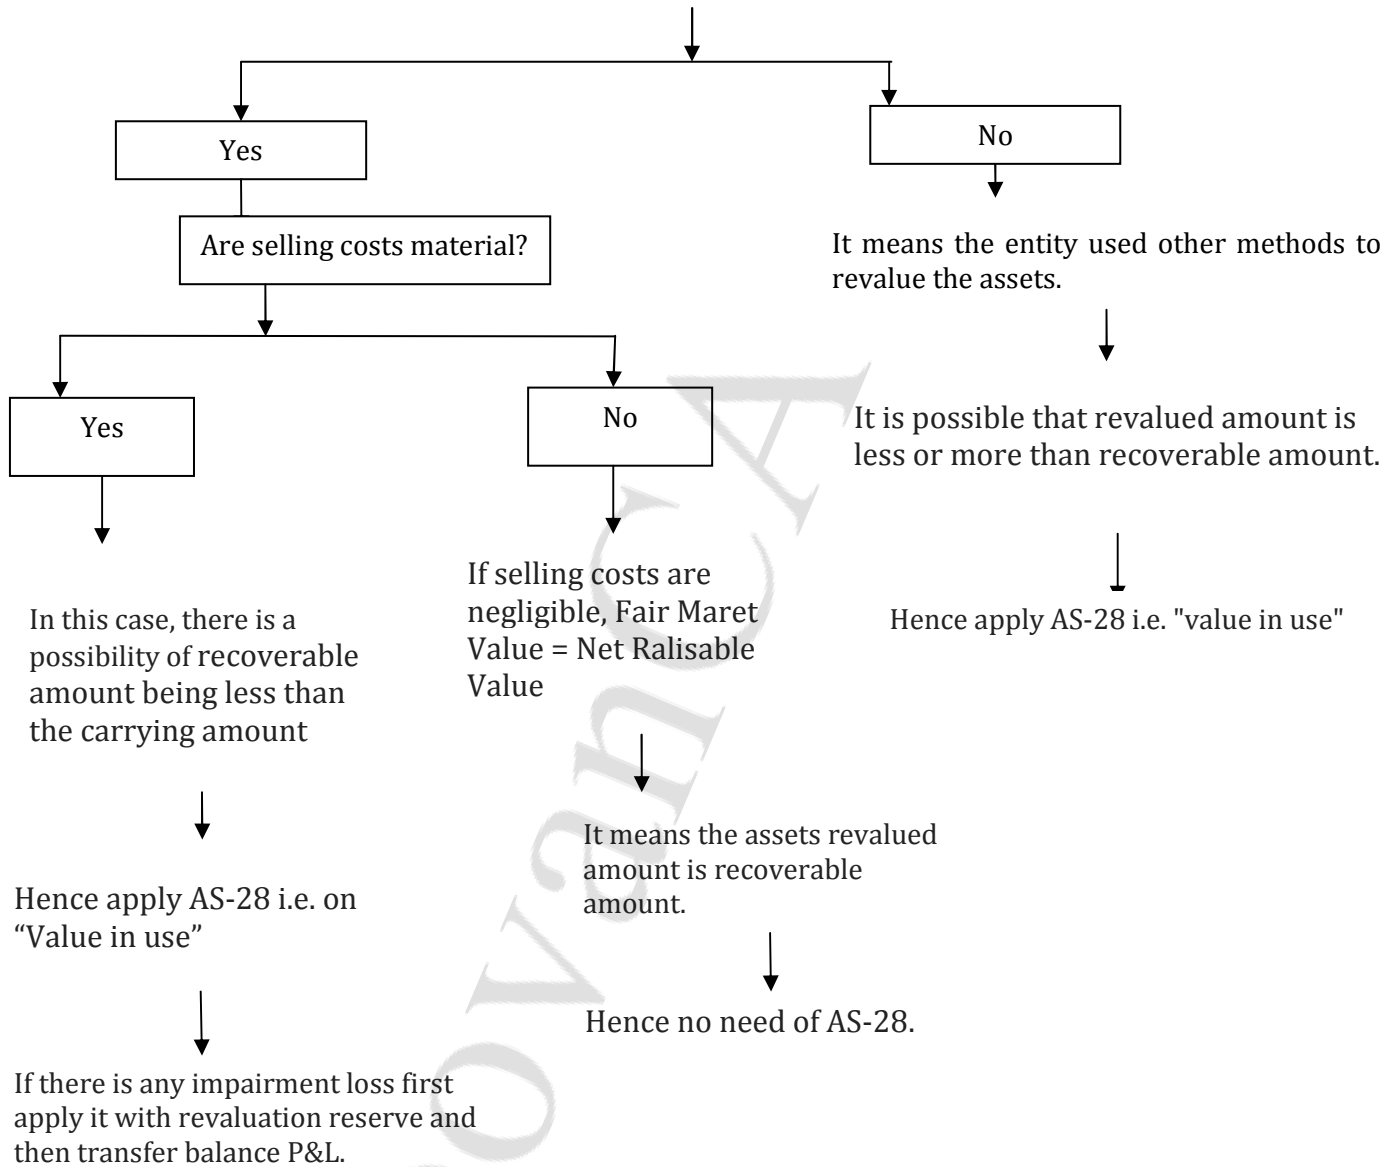 Yes
No
Are selling costs material?
It means the entity used other methods to
revalue the assets.
Yes
No
It is possible that revalued amount is
less or more than recoverable amount.
If selling costs are
negligible, Fair Maret
Value = Net Ralisable
Value
Hence apply AS-28 i.e. "value in use"
In this case, there is a
possibility of recoverable
amount being less than
the carrying amount
It means the assets revalued
amount is recoverable
amount.
Hence apply AS-28 i.e. on
“Value in use”
Hence no need of AS-28.
If there is any impairment loss first
apply it with revaluation reserve and
then transfer balance P&L.
ovanCA